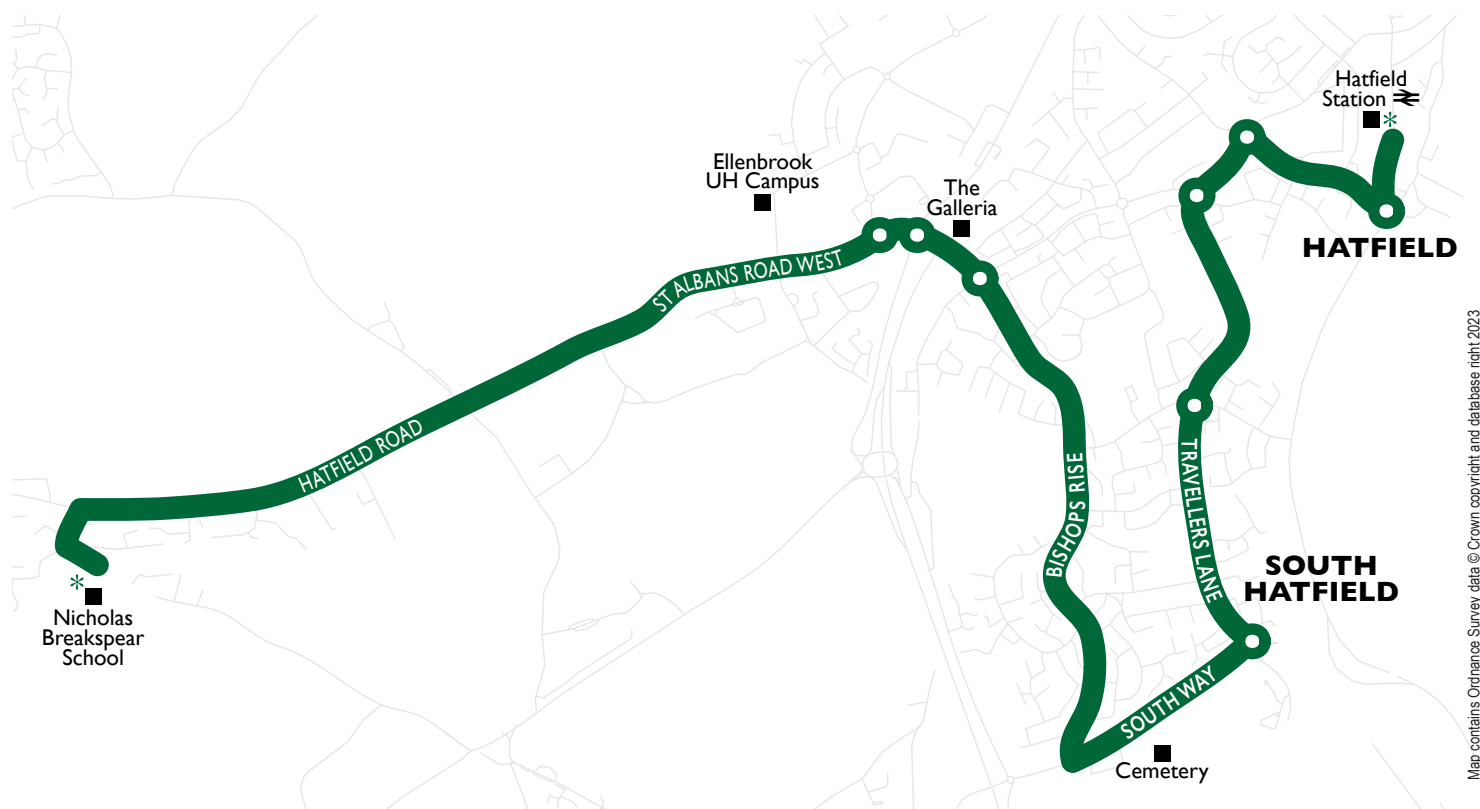 Hatfield
Station
*
Ellenbrook
UH Campus
The
Galleria
HATFIELD
ST ALBANS ROAD WEST
HATFIELD ROAD
BISHOPS RISE
TRAVELLERS LANE
SOUTH
HATFIELD
*
Nicholas
Breakspear
School
SOUTH WAY
Cemetery
Map contains Ordnance Survey data © Crown copyright and database right 2023